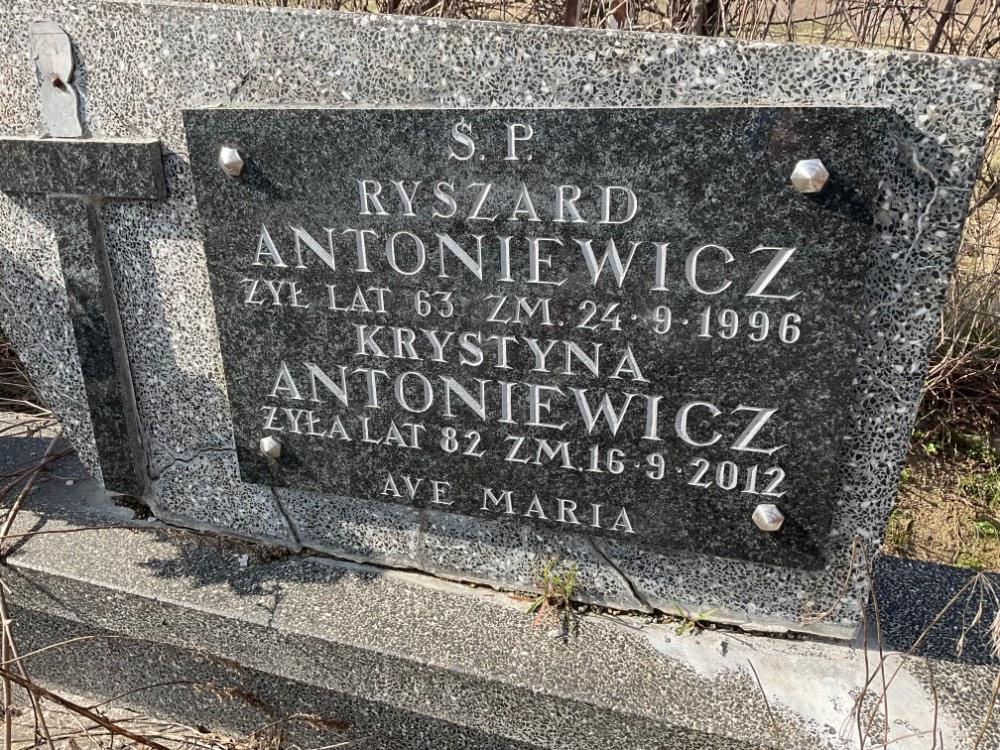 Ś. P.
RYSZARD
ANTONIEWICZ
ŻYŁ LAT 63 ZM. 24·9·1996
KRYSTYNA
ANTONIEWICZ
ŻYŁA LAT 82 ZM. 16·9·2012
AVE MARIA